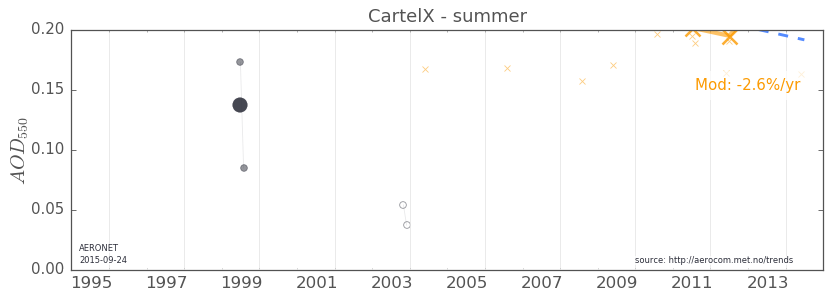 CartelX - summer
0.20
0.15
0.10
0.05
0.00
AOD550
Mod: -2.6%/yr
AERONET
2015-09-24
source: http://aerocom.met.no/trends
1995 1997 1999 2001 2003 2005 2007 2009 2011 2013